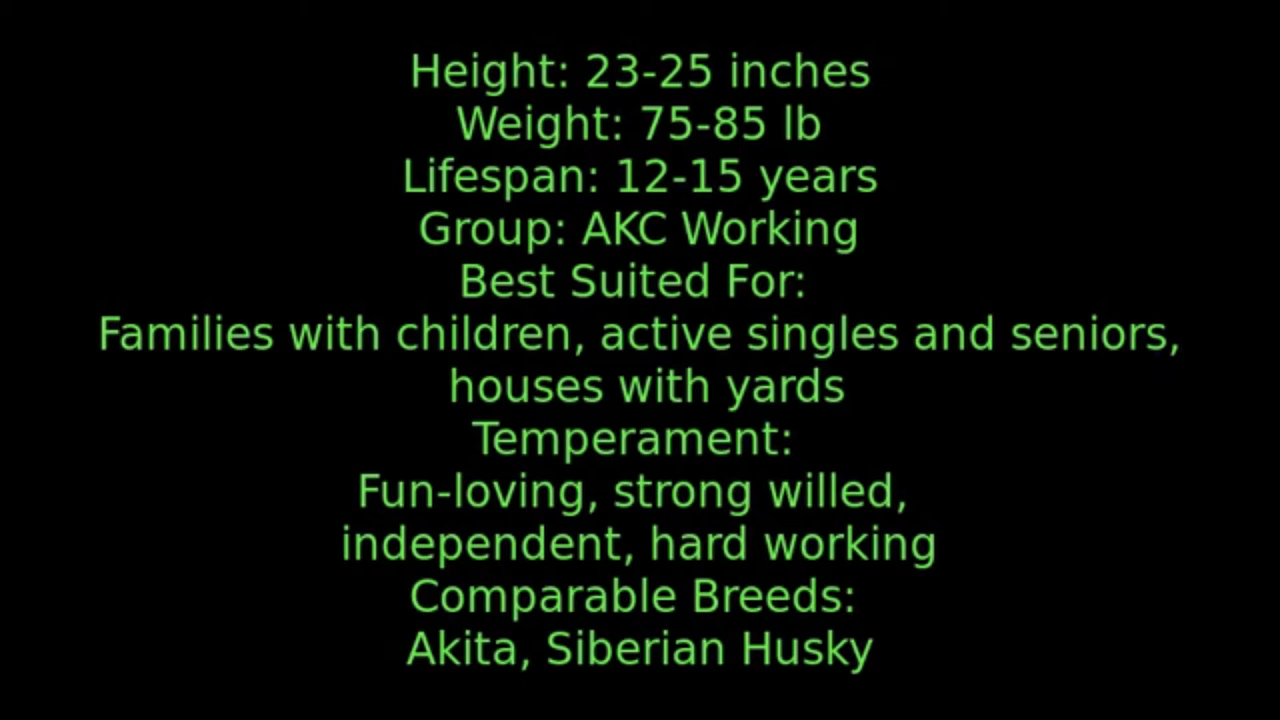 Height: 23-25 inches
Weight: 75-85 lb
Lifespan: 12-15 years
Group: AKC Working
Best Suited For:
Families with children, active singles and seniors,
houses with yards
Temperament:
Fun-loving, strong willed,
independent, hard working
Comparable Breeds:
Akita, Siberian Husky